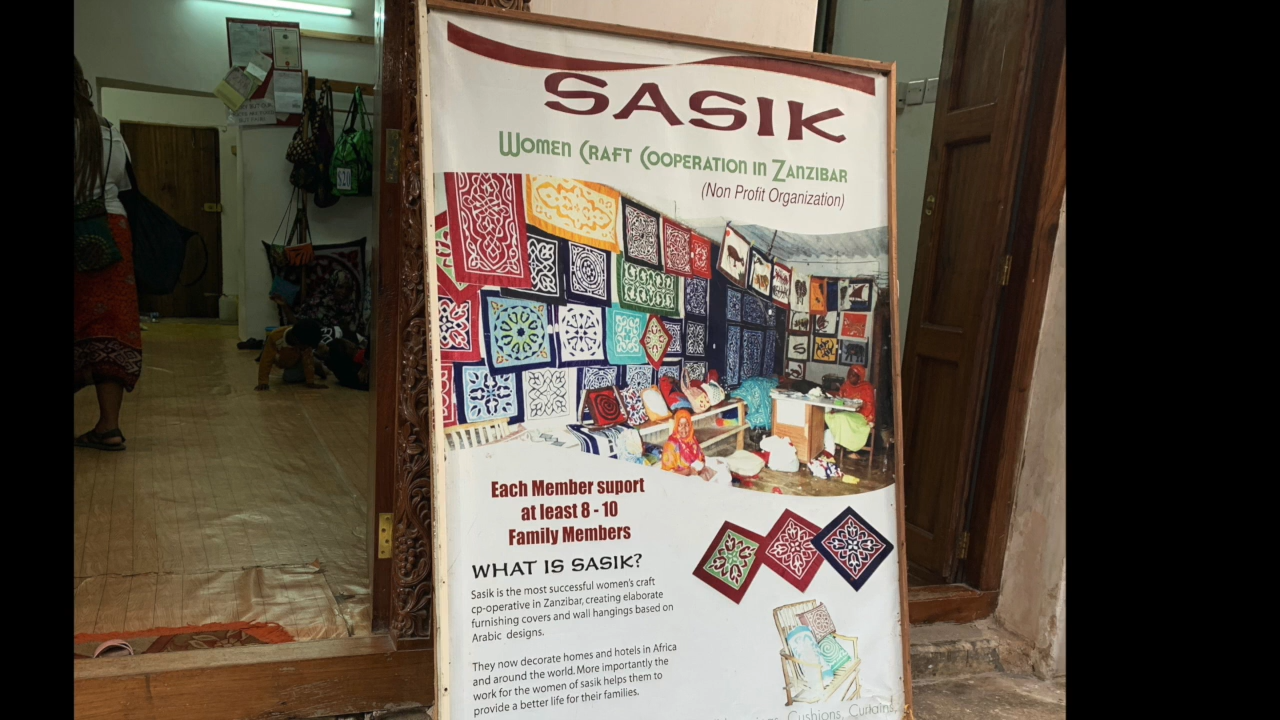 SASIK
WOMEN CRAFT COOPERATION IN ZANZIBAR
(Non Profit Organization)
Each Member suport
at least 8 - 10
Family Members
WHAT IS SASIK?
Sasik is the most successful women's craft
cp-operative in Zanzibar, creating elaborate
furnishing covers and wall hangings based on
Arabic designs.
They now decorate homes and hotels in Africa
and around the world. More importantly the
work for the women of sasik helps them to
provide a better life for their families.
Cushions, Curtains,